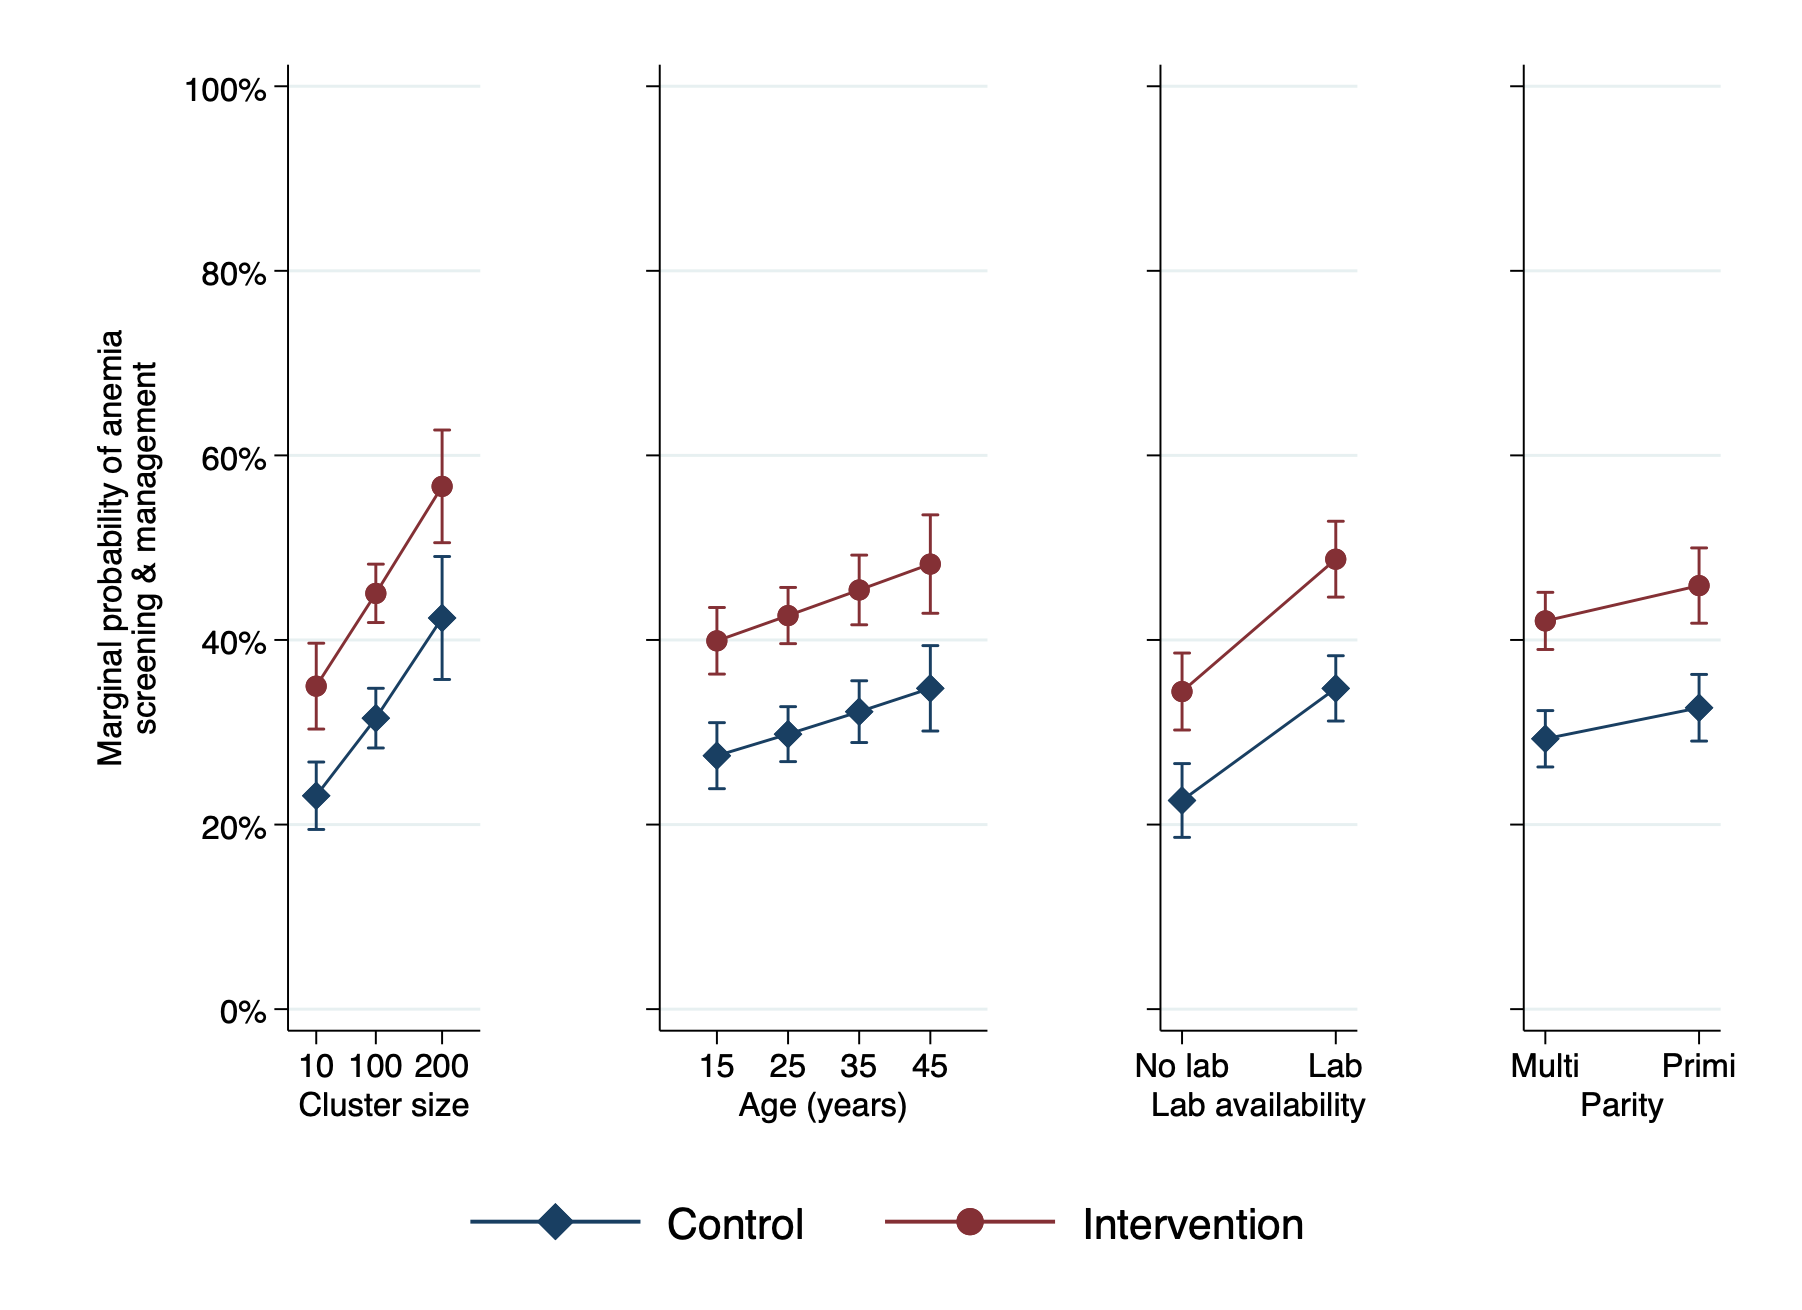 Marginal probability of anemia
screening & management
100%
80%
60%
40%
20%
0%
10 100 200
Cluster size
15 25 35 45
Age (years)
No lab Lab
Lab availability
Multi Primi
Parity
Control Intervention